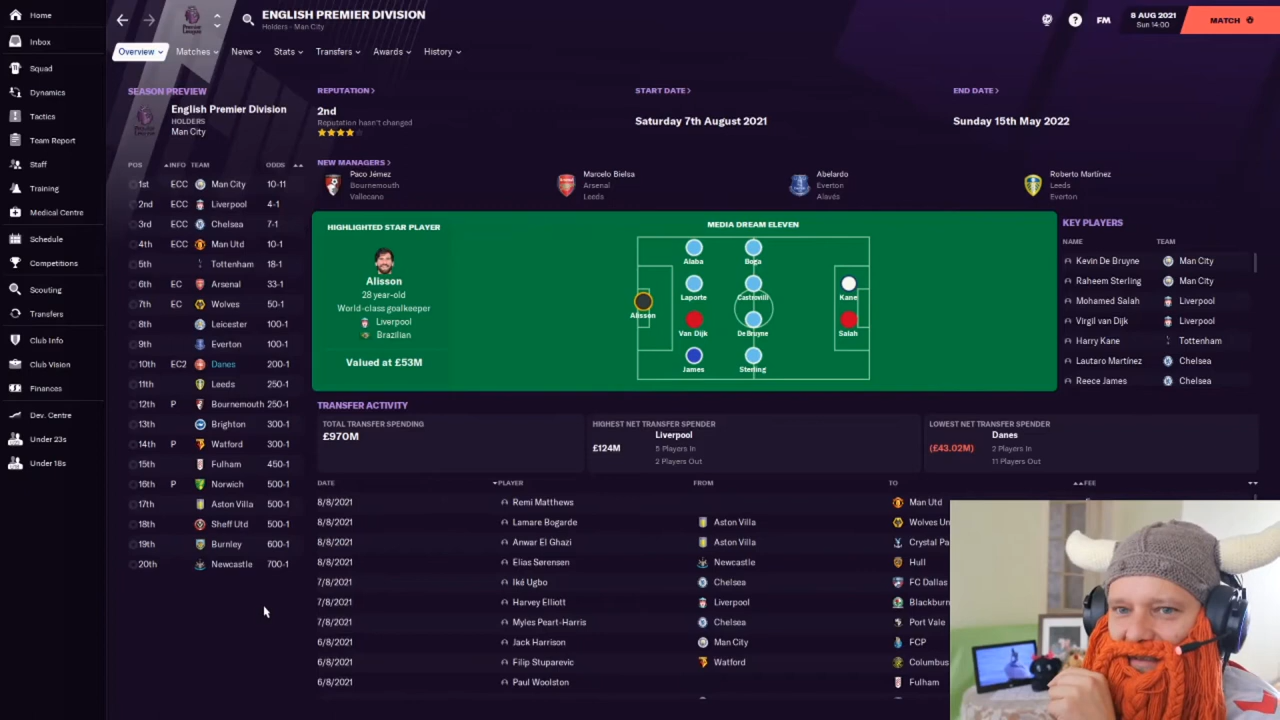 Home
Inbox
Squad
Dynamics
Tactics
Team Report
Staff
Training
Medical Centre
Schedule
Competitions
Scouting
Transfers
Club Info
Club Vision
Finances
Dev. Centre
Under 23s
Under 18s
ENGLISH PREMIER DIVISION
Holders - Man City
FM
8 AUG 2021
Sun 14:00
MATCH
Overview Matches News Stats Transfers Awards History
SEASON PREVIEW
English Premier Division
HOLDERS
Man City
POS INFO TEAM ODDS
1st ECC Man City 10-11
2nd ECC Liverpool 4-1
3rd ECC Chelsea 7-1
4th ECC Man Utd 10-1
5th Tottenham 18-1
6th EC Arsenal 33-1
7th EC Wolves 50-1
8th Leicester 100-1
9th Everton 100-1
10th EC2 Danes 200-1
11th Leeds 250-1
12th P Bournemouth 250-1
13th Brighton 300-1
14th P Watford 300-1
15th Fulham 450-1
16th P Norwich 500-1
17th Aston Villa 500-1
18th Sheff Utd 500-1
19th Burnley 600-1
20th Newcastle 700-1
REPUTATION
2nd
Reputation hasn't changed
START DATE
Saturday 7th August 2021
END DATE
Sunday 15th May 2022
NEW MANAGERS
Paco Jémez
Bournemouth
Vallecano
Marcelo Bielsa
Arsenal
Leeds
Abelardo
Everton
Alavés
Roberto Martínez
Leeds
Everton
HIGHLIGHTED STAR PLAYER
Alisson
28 year-old
World-class goalkeeper
Liverpool
Brazilian
Valued at £53M
MEDIA DREAM ELEVEN
Alaba
Boga
Laporte
Castrovilli
Kane
Alisson
Van Dijk
De Bruyne
Salah
James
Sterling
KEY PLAYERS
NAME TEAM
Kevin De Bruyne Man City
Raheem Sterling Man City
Mohamed Salah Liverpool
Virgil van Dijk Liverpool
Harry Kane Tottenham
Lautaro Martínez Chelsea
Reece James Chelsea
TRANSFER ACTIVITY
TOTAL TRANSFER SPENDING
£970M
HIGHEST NET TRANSFER SPENDER
£124M
Liverpool
5 Players In
2 Players Out
LOWEST NET TRANSFER SPENDER
(£43.02M)
Danes
2 Players In
11 Players Out
DATE PLAYER FROM TO FEE
8/8/2021 Remi Matthews Man Utd
8/8/2021 Lamare Bogarde Aston Villa Wolves Un
8/8/2021 Anwar El Ghazi Aston Villa Crystal Pa
8/8/2021 Elias Sørensen Newcastle Hull
7/8/2021 Iké Ugbo Chelsea FC Dallas
7/8/2021 Harvey Elliott Liverpool Blackburn
7/8/2021 Myles Peart-Harris Chelsea Port Vale
6/8/2021 Jack Harrison Man City FCP
6/8/2021 Filip Stuparevic Watford Columbus
6/8/2021 Paul Woolston Fulham